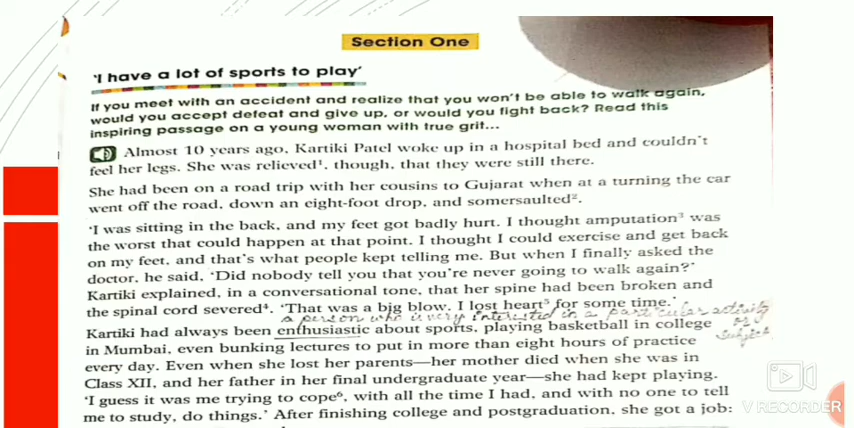 Section One
'I have a lot of sports to play'
If you meet with an accident and realize that you won't be able to walk again,
would you accept defeat and give up, or would you fight back? Read this
inspiring passage on a young woman with true grit...
Almost 10 years ago, Kartiki Patel woke up in a hospital bed and couldn't
feel her legs. She was relieved¹, though, that they were still there.
She had been on a road trip with her cousins to Gujarat when at a turning the car
went off the road, down an eight-foot drop, and somersaulted².
'I was sitting in the back, and my feet got badly hurt. I thought amputation³ was
the worst that could happen at that point. I thought I could exercise and get back
on my feet, and that's what people kept telling me. But when I finally asked the
doctor, he said, 'Did nobody tell you that you're never going to walk again?'
Kartiki explained, in a conversational tone, that her spine had been broken and
the spinal cord severed⁴. 'That was a big blow. I lost heart⁵ for some time.'
a person who is very interested in a particular activity
or
subject
Kartiki had always been enthusiastic about sports, playing basketball in college
in Mumbai, even bunking lectures to put in more than eight hours of practice
every day. Even when she lost her parents—her mother died when she was in
Class XII, and her father in her final undergraduate year—she had kept playing.
'I guess it was me trying to cope⁶, with all the time I had, and with no one to tell
me to study, do things.' After finishing college and postgraduation, she got a job:
V RECORDER